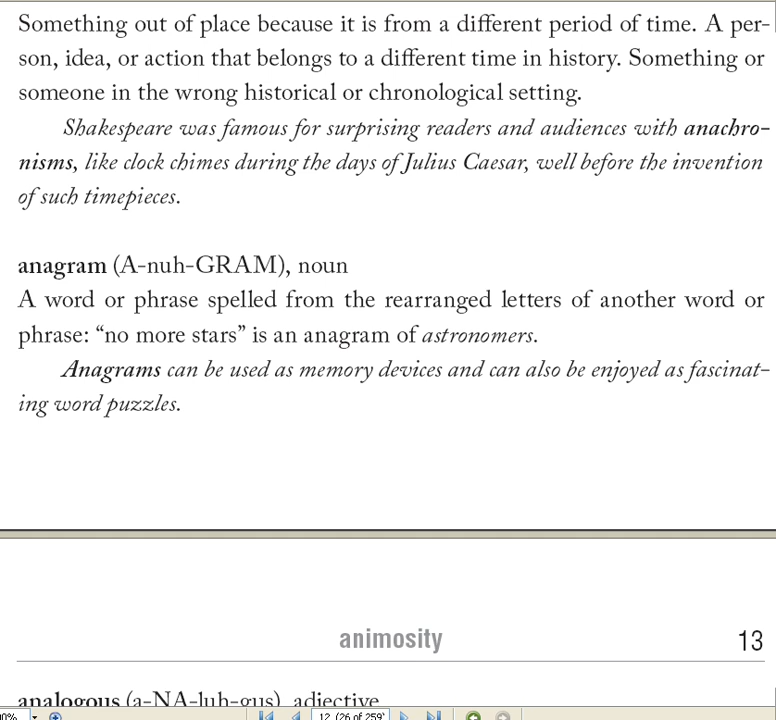 Something out of place because it is from a different period of time. A per-
son, idea, or action that belongs to a different time in history. Something or
someone in the wrong historical or chronological setting.
Shakespeare was famous for surprising readers and audiences with anachro-
nisms, like clock chimes during the days of Julius Caesar, well before the invention
of such timepieces.
anagram (A-nuh-GRAM), noun
A word or phrase spelled from the rearranged letters of another word or
phrase: “no more stars” is an anagram of astronomers.
Anagrams can be used as memory devices and can also be enjoyed as fascinat-
ing word puzzles.
animosity 13
analogous (a-NA-luh-gus) adjective
0% 12 (26 of 259)